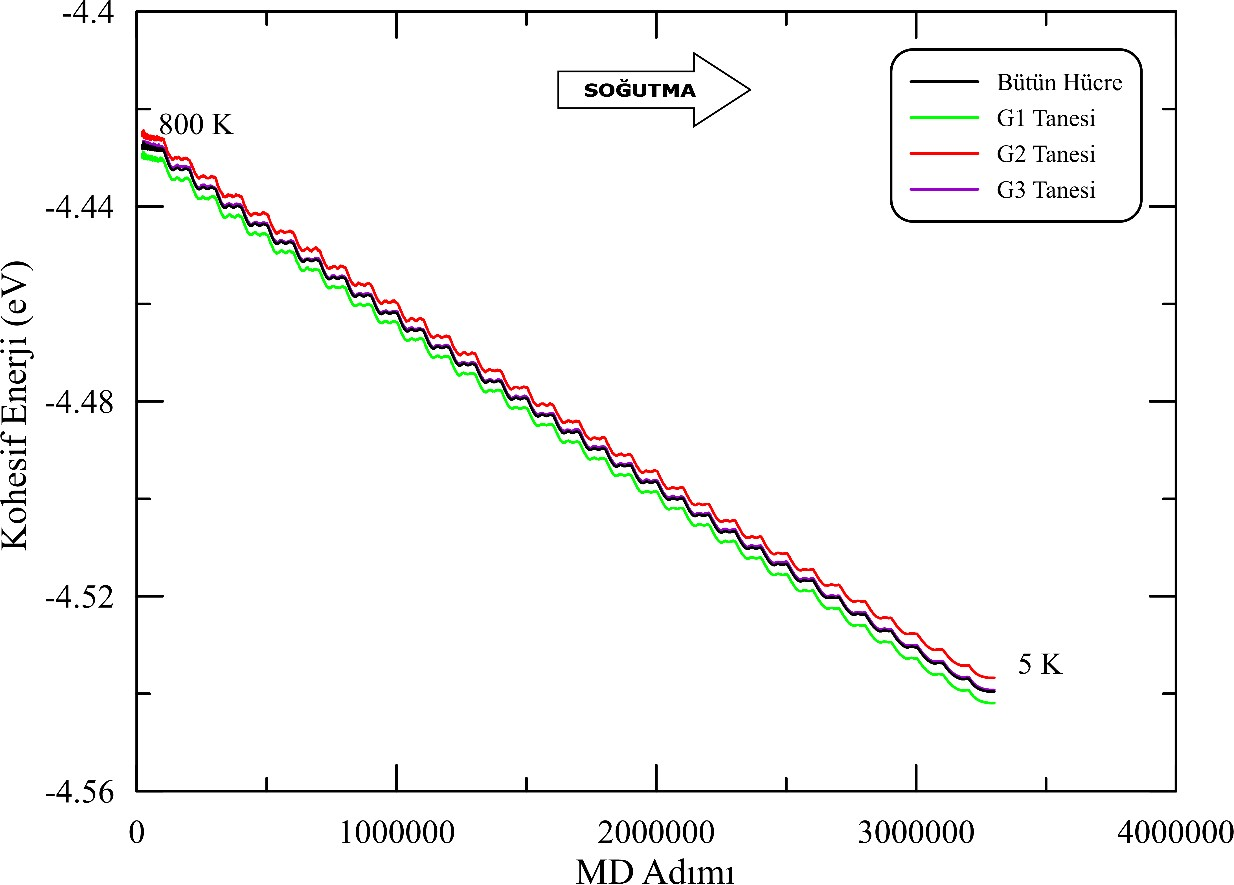 -4.4
800 K
SOĞUTMA
Bütün Hücre
G1 Tanesi
G2 Tanesi
G3 Tanesi
-4.44
-4.48
-4.52
-4.56
Kohesif Enerji (eV)
5 K
0
1000000
2000000
3000000
4000000
MD Adımı